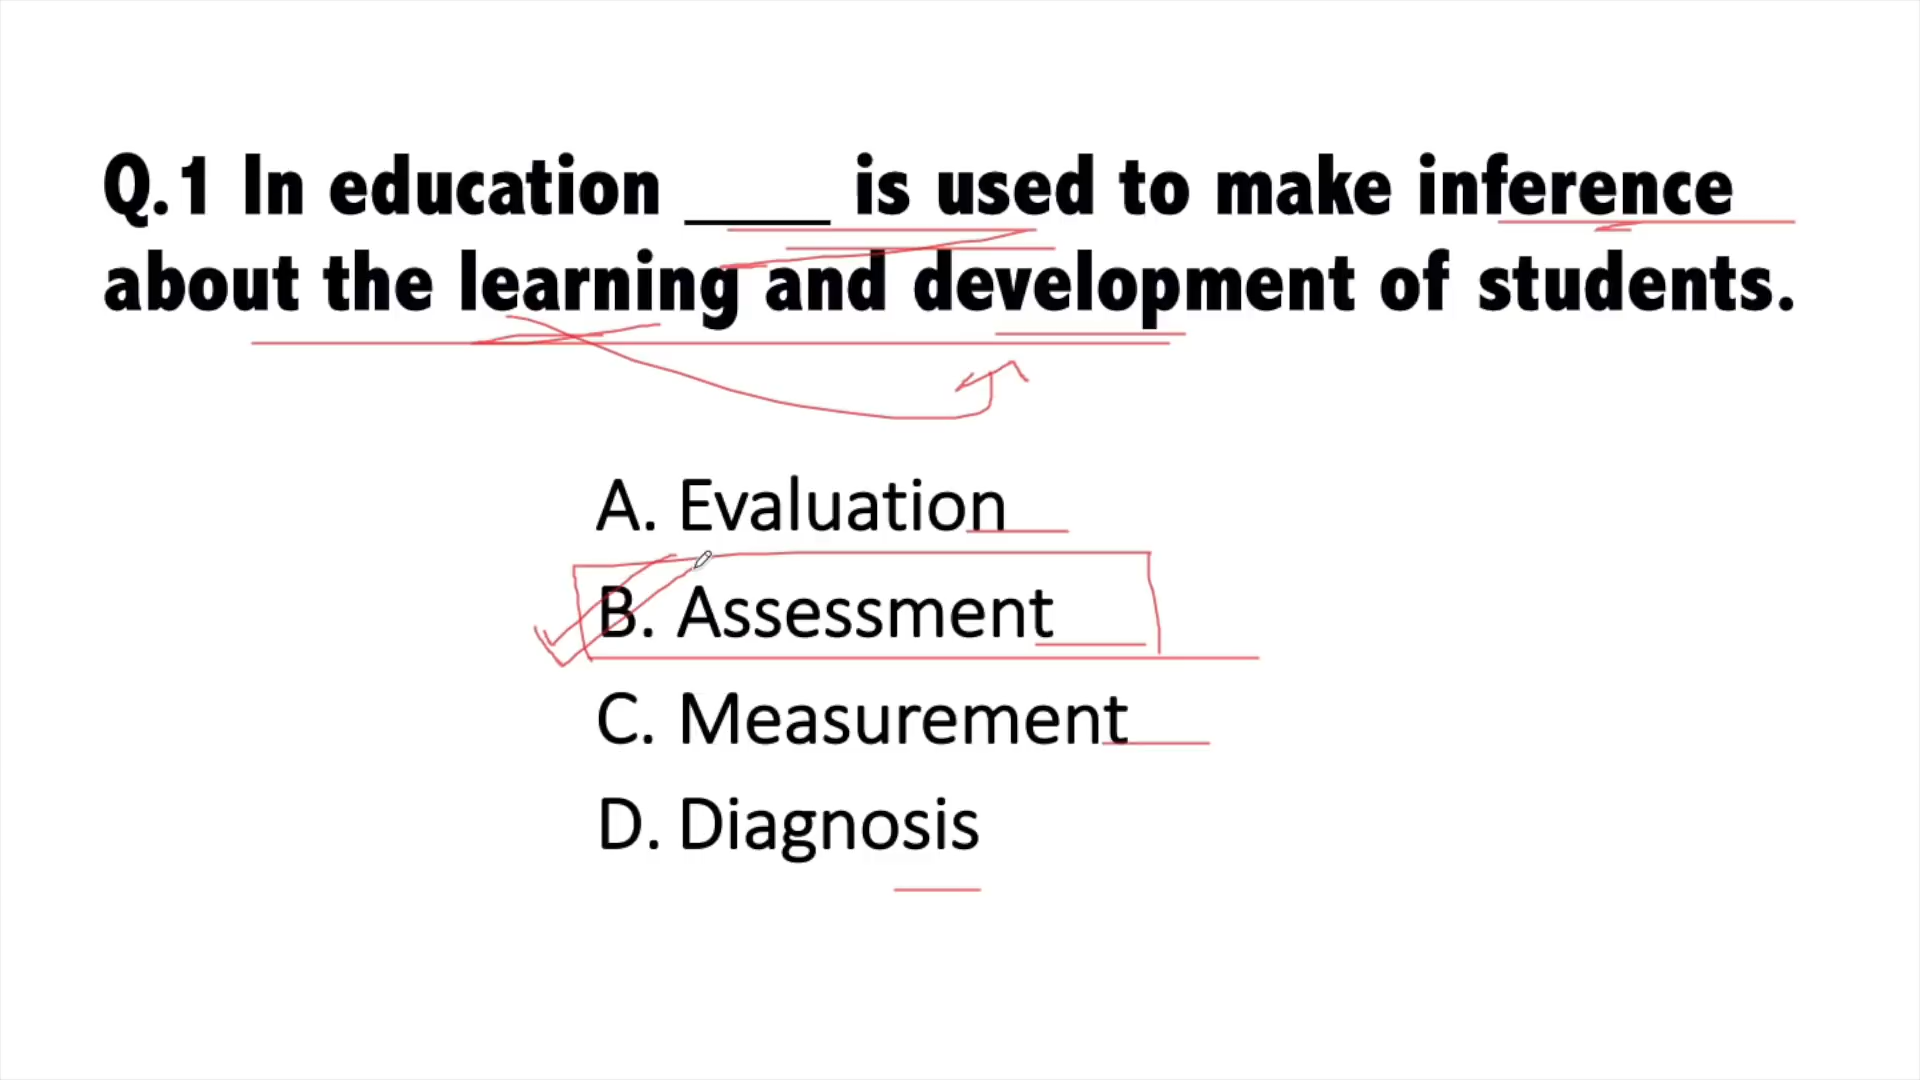 Q.1 In education ____ is used to make inference
about the learning and development of students.
A. Evaluation
B. Assessment
C. Measurement
D. Diagnosis